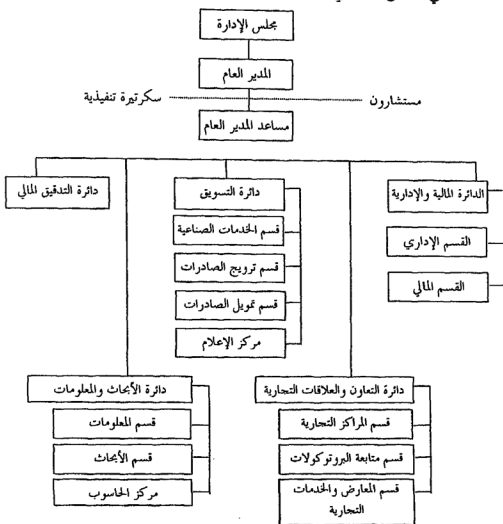 مجلس الإدارة
المدير العام
مستشارون
سكرتيرة تنفيذية
مساعد المدير العام
الدائرة المالية والإدارية
القسم الإداري
القسم المالي
دائرة التسويق
قسم الخدمات الصناعية
قسم ترويج الصادرات
قسم تمويل الصادرات
مركز الإعلام
دائرة التدقيق المالي
دائرة التعاون والعلاقات التجارية
قسم المراكز التجارية
قسم متابعة البروتوكولات
قسم المعارض والخدمات
التجارية
دائرة الأبحاث والمعلومات
قسم المعلومات
قسم الأبحاث
مركز الحاسوب